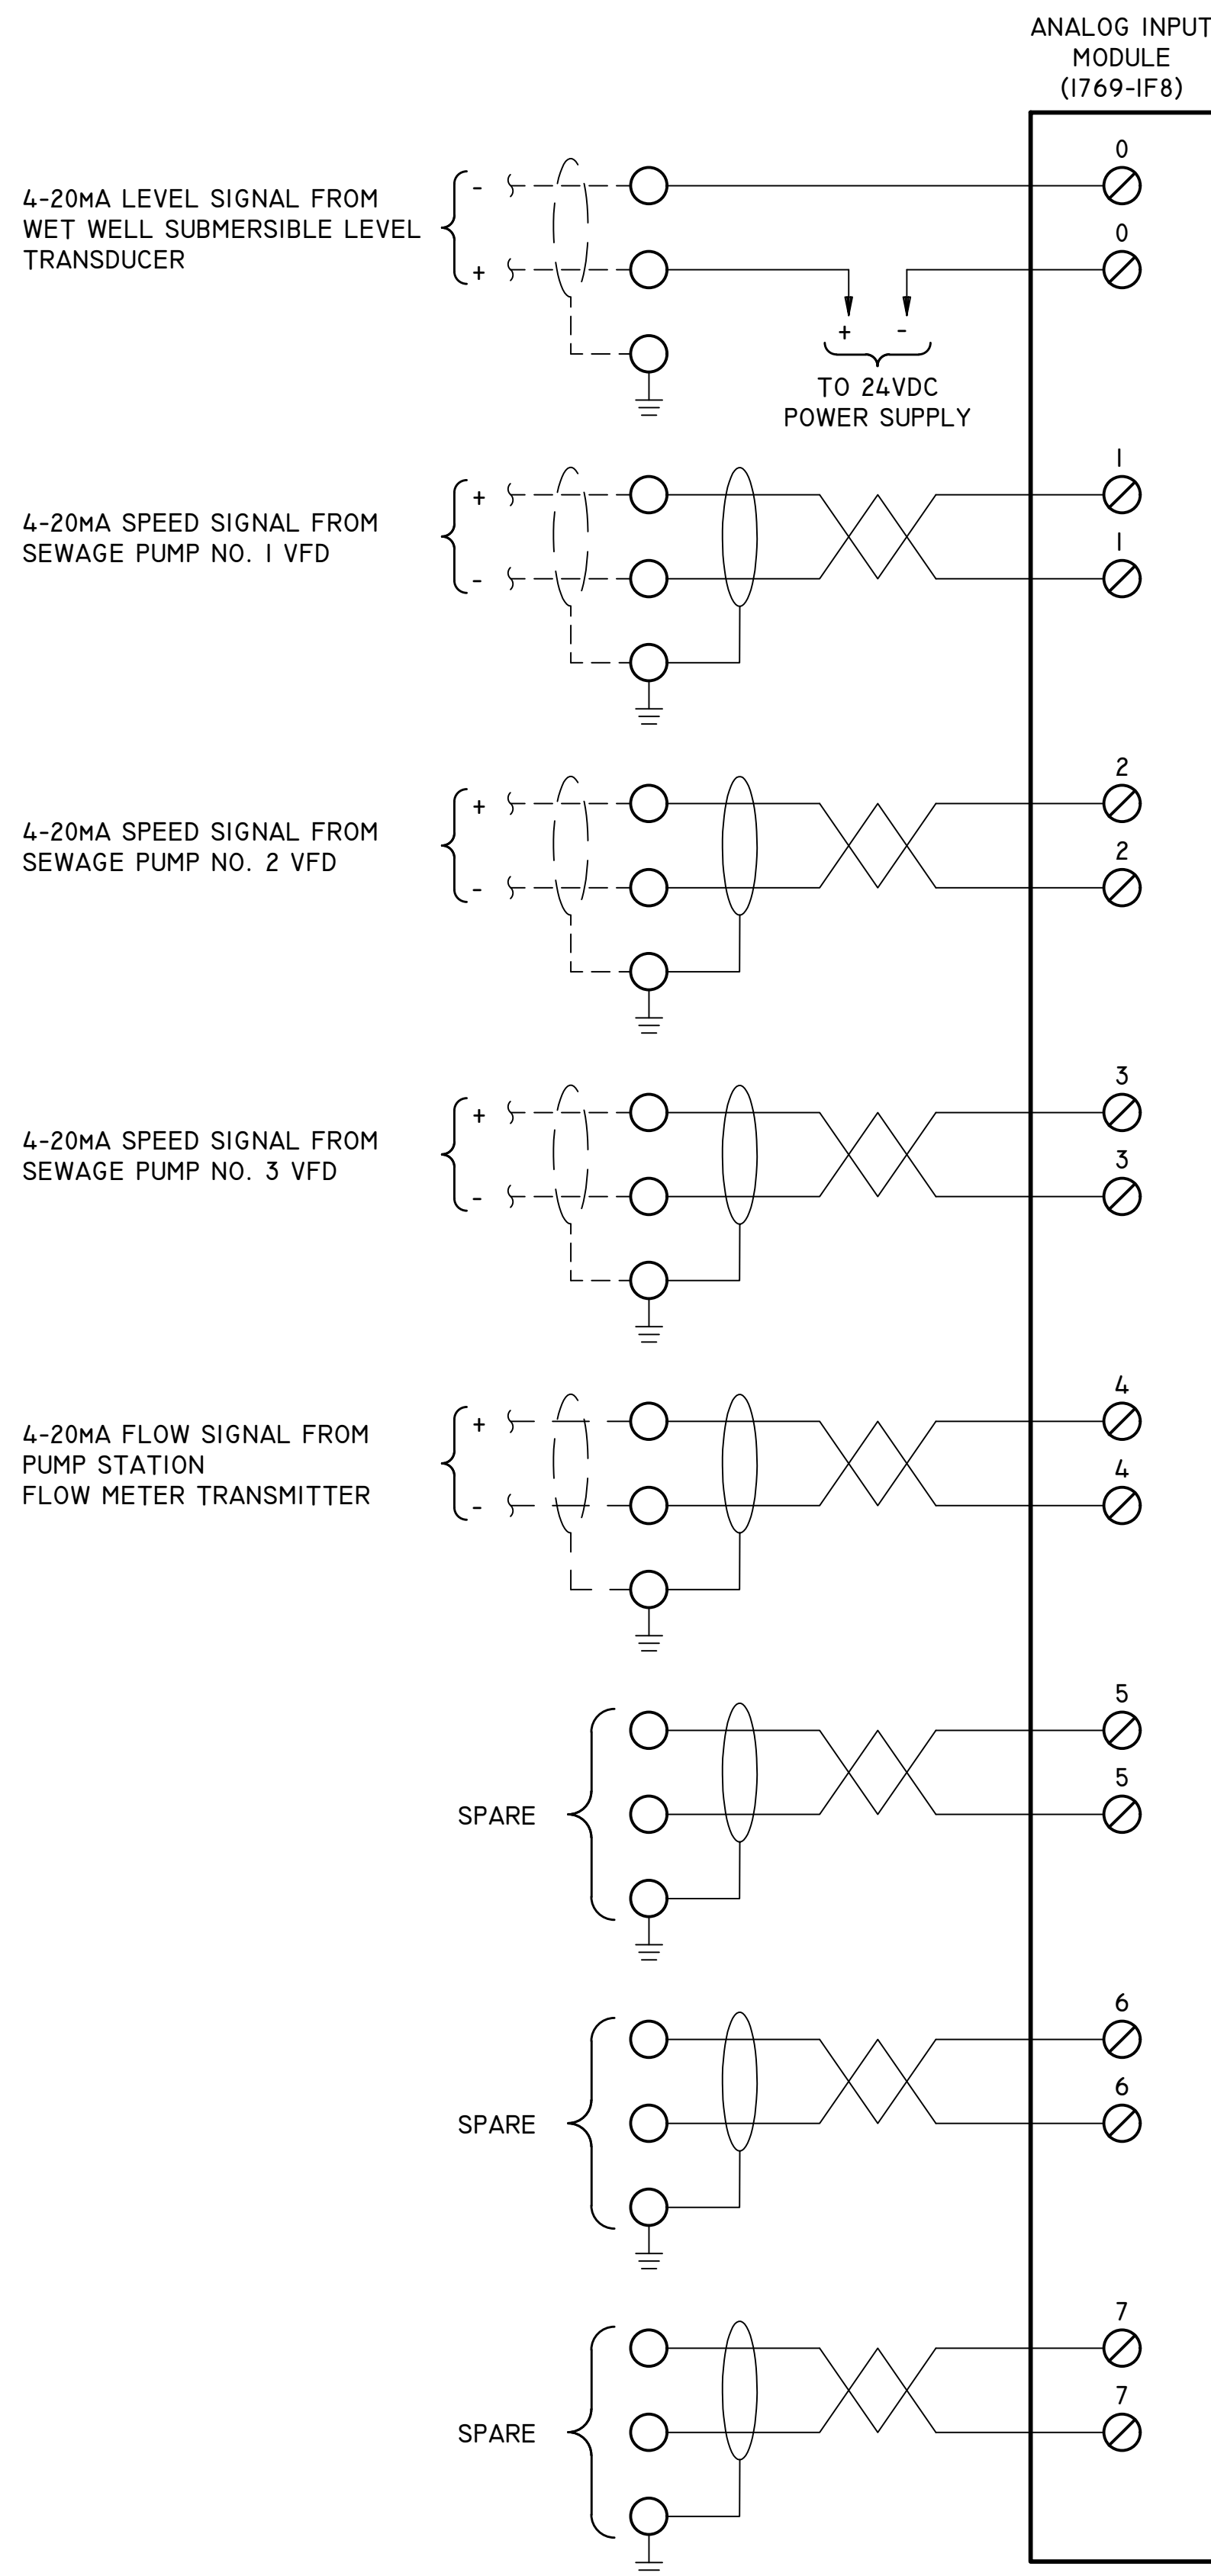 ANALOG INPUT
MODULE
(1769-IF8)
0
4-20MA LEVEL SIGNAL FROM
WET WELL SUBMERSIBLE LEVEL
TRANSDUCER
-
+
0
+ -
TO 24VDC
POWER SUPPLY
1
4-20MA SPEED SIGNAL FROM
SEWAGE PUMP NO. 1 VFD
+
-
1
2
4-20MA SPEED SIGNAL FROM
SEWAGE PUMP NO. 2 VFD
+
-
2
3
4-20MA SPEED SIGNAL FROM
SEWAGE PUMP NO. 3 VFD
+
-
3
4
4-20MA FLOW SIGNAL FROM
PUMP STATION
FLOW METER TRANSMITTER
+
-
4
5
5
SPARE
6
6
SPARE
7
7
SPARE